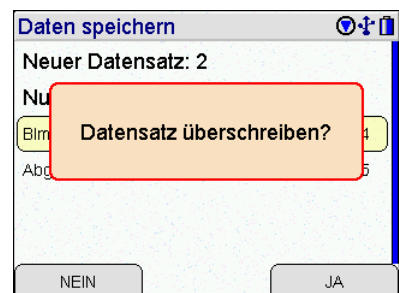 Daten speichern
Neuer Datensatz: 2
Datensatz überschreiben?
NEIN
JA